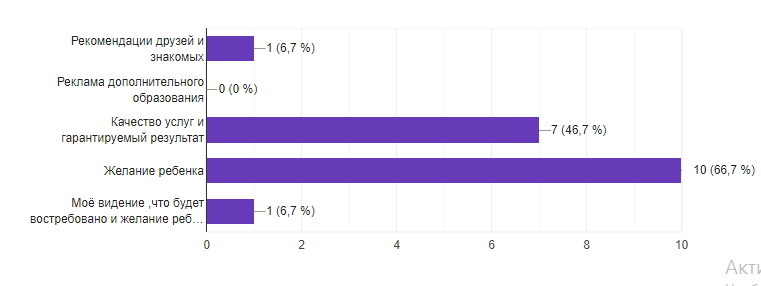 Рекомендации друзей и
знакомых
1 (6,7 %)
Реклама дополнительного
образования
0 (0 %)
Качество услуг и
гарантируемый результат
7 (46,7 %)
Желание ребенка
10 (66,7 %)
Моё видение ,что будет
востребовано и желание реб…
1 (6,7 %)
0 2 4 6 8 10
Акти